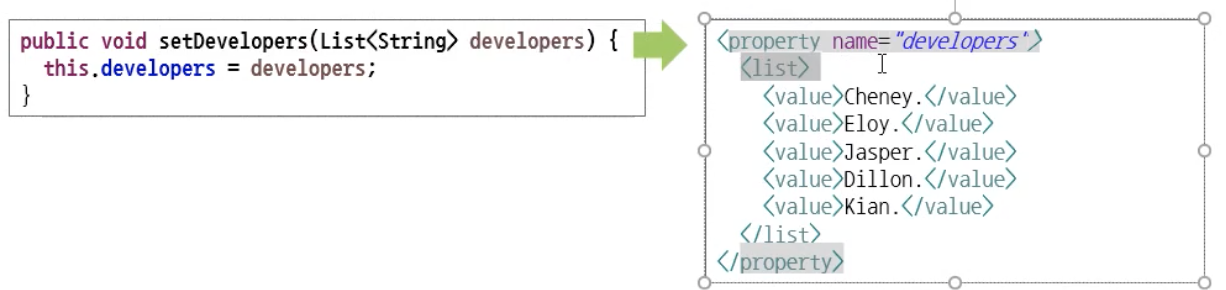 public void setDevelopers(List<String> developers) {
  this.developers = developers;
}
<property name="developers">
  <list>
    <value>Cheney.</value>
    <value>Eloy.</value>
    <value>Jasper.</value>
    <value>Dillon.</value>
    <value>Kian.</value>
  </list>
</property>